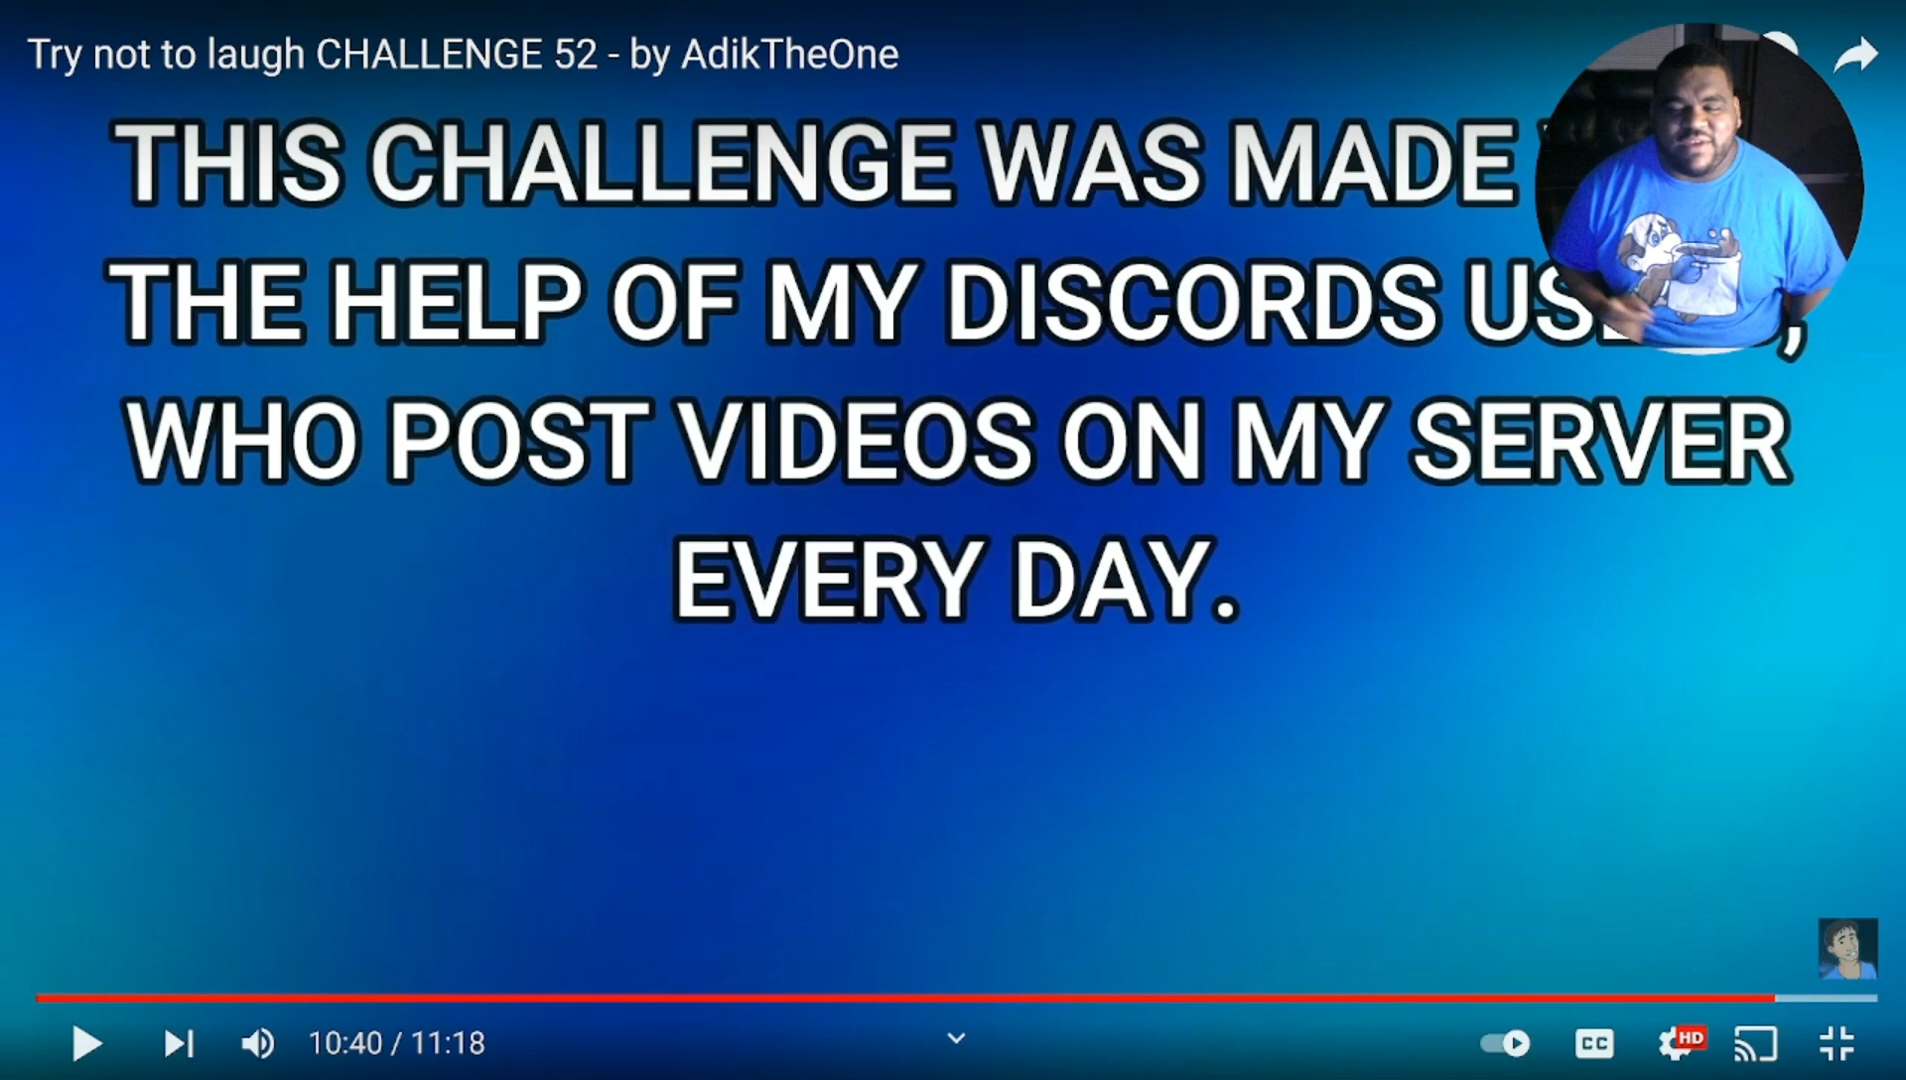 Try not to laugh CHALLENGE 52 - by AdikTheOne
THIS CHALLENGE WAS MADE
THE HELP OF MY DISCORDS
WHO POST VIDEOS ON MY SERVER
EVERY DAY.
10:40 / 11:18
CC
HD